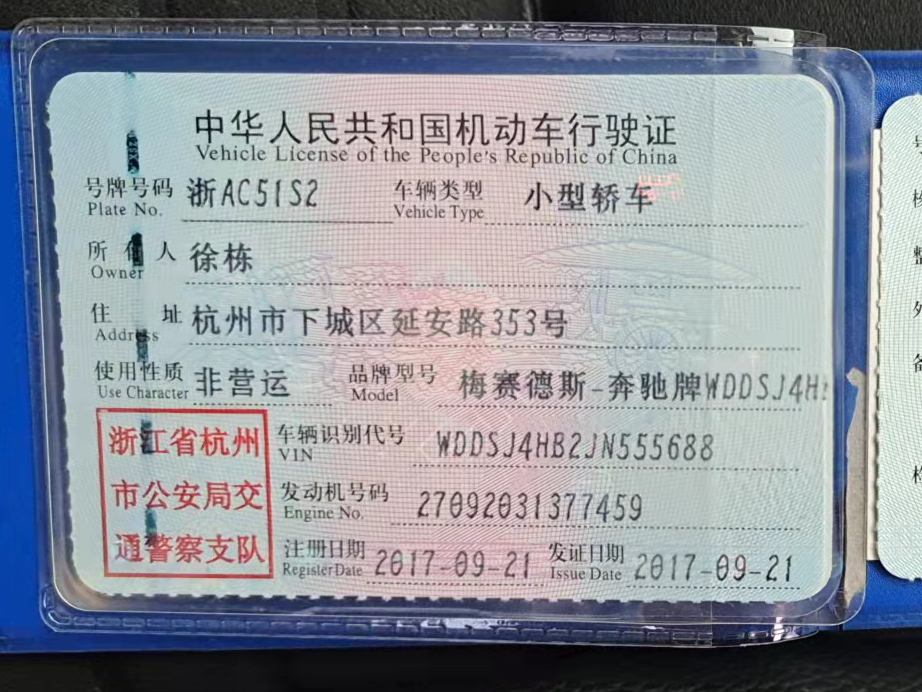 中华人民共和国机动车行驶证
Vehicle License of the People's Republic of China
号牌号码 浙AC51S2 车辆类型 小型轿车
Plate No. Vehicle Type
所有人 徐栋
Owner
住址 杭州市下城区延安路353号
Address
使用性质 非营运 品牌型号 梅赛德斯-奔驰牌WDDSJ4H
Use Character Model
浙江省杭州
市公安局交
通警察支队
车辆识别代号 WDDSJ4HB2JN555688
VIN
发动机号码 27092031377459
Engine No.
注册日期 2017-09-21 发证日期 2017-09-21
Register Date Issue Date